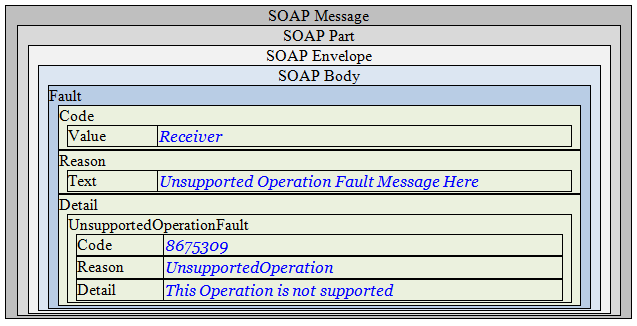 SOAP Message
SOAP Part
SOAP Envelope
SOAP Body
Fault
Code
Value Receiver
Reason
Text Unsupported Operation Fault Message Here
Detail
UnsupportedOperationFault
Code 8675309
Reason UnsupportedOperation
Detail This Operation is not supported